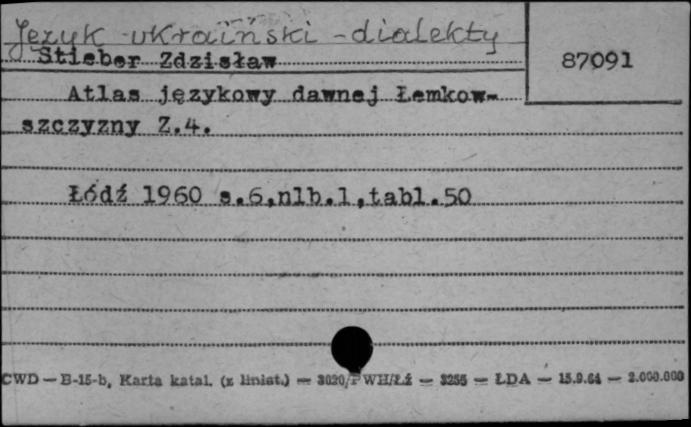 Język ukraiński - dialekty
Stieber Zdzisław
87091
Atlas językowy dawnej Łemkow-
szczyzny Z.4.
Łódź 1960 s.6,nlb.1,tabl.50
CWD — B-15-b, Karta katal. (z liniat.) — 3020/P WH/Łź — 3255 — ŁDA — 15.9.64 — 2.000.000